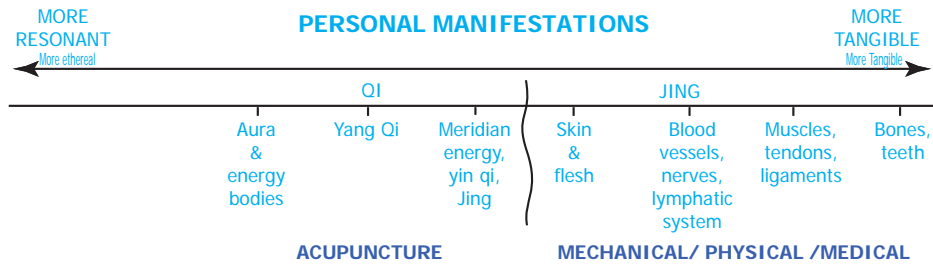 MORE
RESONANT
More ethereal
PERSONAL MANIFESTATIONS
MORE
TANGIBLE
More Tangible
QI
JING
Aura
&
energy
bodies
Yang Qi
Meridian
energy,
yin qi,
Jing
Skin
&
flesh
Blood
vessels,
nerves,
lymphatic
system
Muscles,
tendons,
ligaments
Bones,
teeth
ACUPUNCTURE
MECHANICAL/ PHYSICAL /MEDICAL